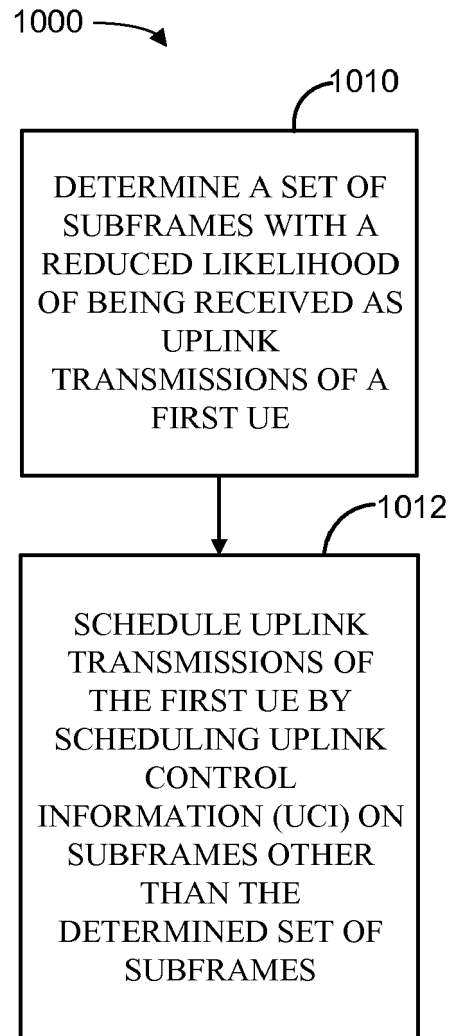 1000
1010
DETERMINE A SET OF
SUBFRAMES WITH A
REDUCED LIKELIHOOD
OF BEING RECEIVED AS
UPLINK
TRANSMISSIONS OF A
FIRST UE
1012
SCHEDULE UPLINK
TRANSMISSIONS OF
THE FIRST UE BY
SCHEDULING UPLINK
CONTROL
INFORMATION (UCI) ON
SUBFRAMES OTHER
THAN THE
DETERMINED SET OF
SUBFRAMES